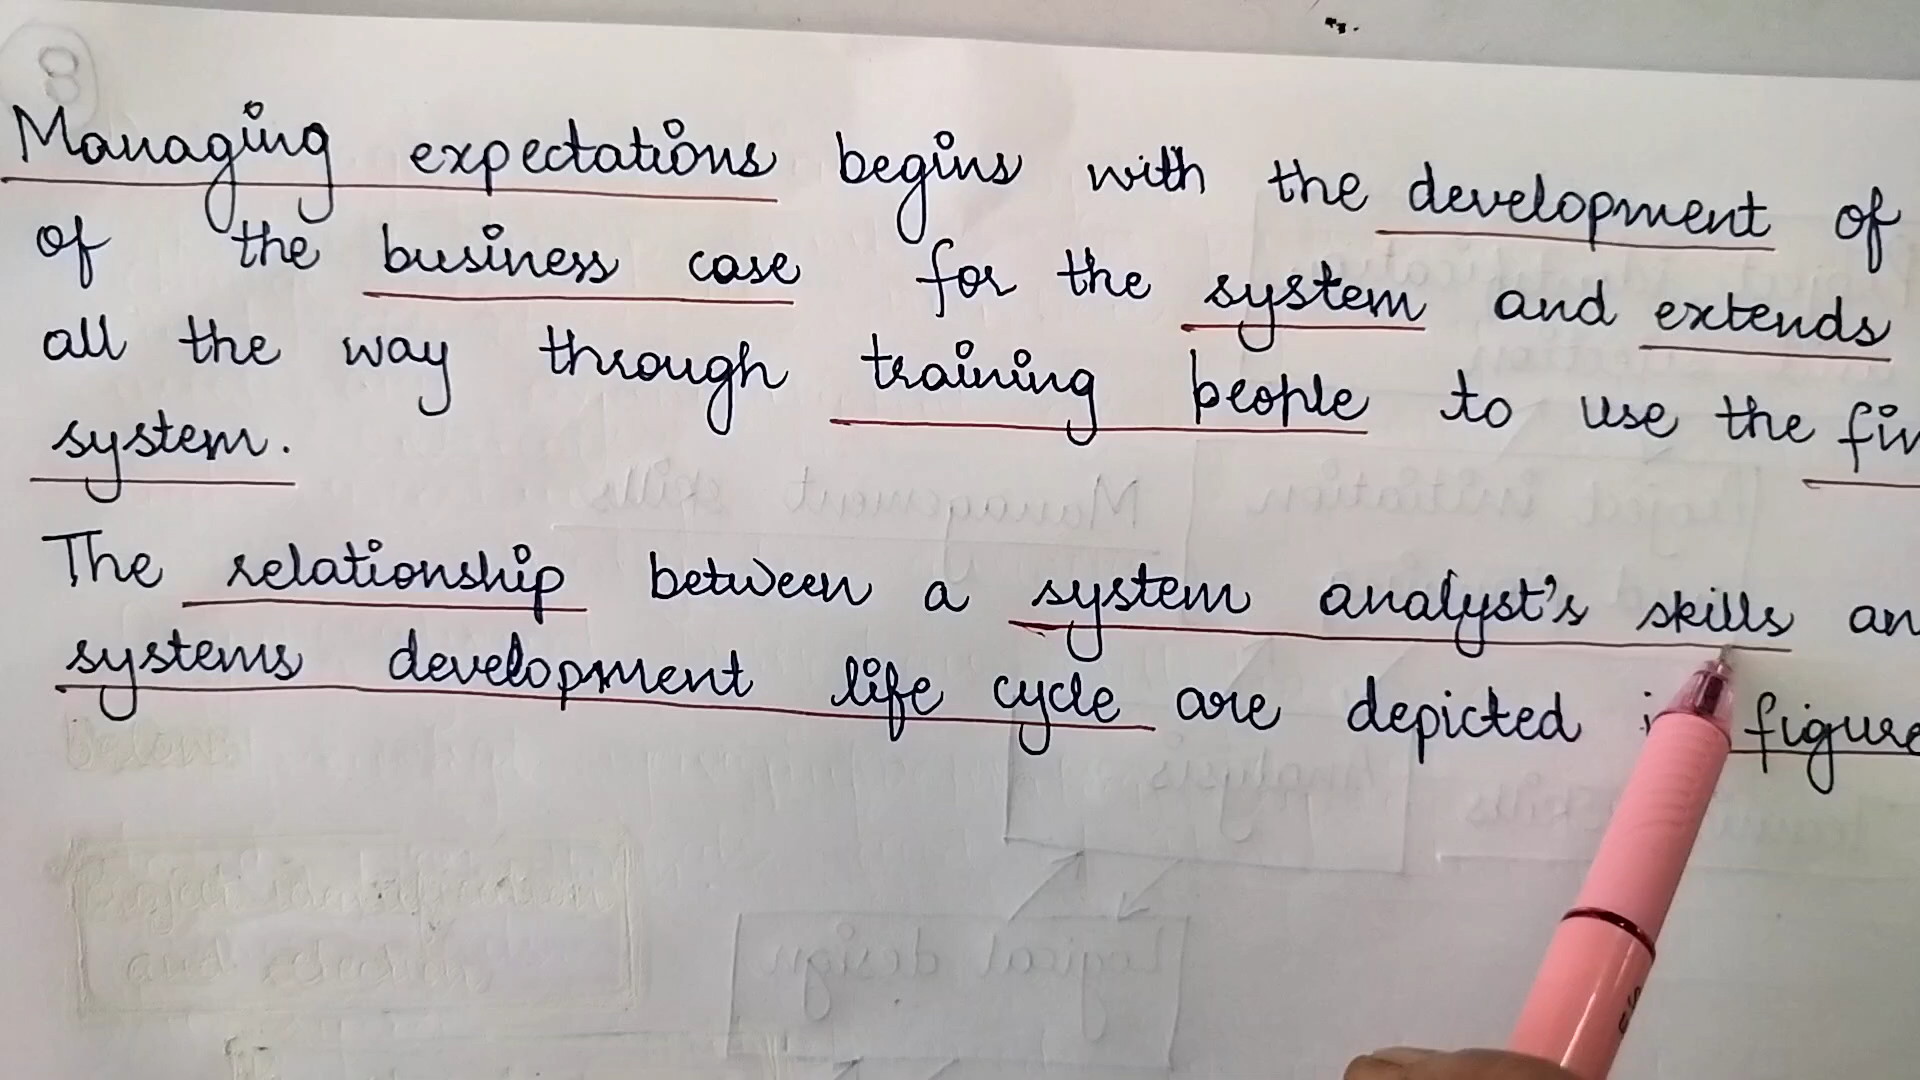 8
Managing expectations begins with the development of
of the business case for the system and extends
all the way through training people to use the
system.
The relationship between a system analyst's skills
systems development life cycle are depicted figure